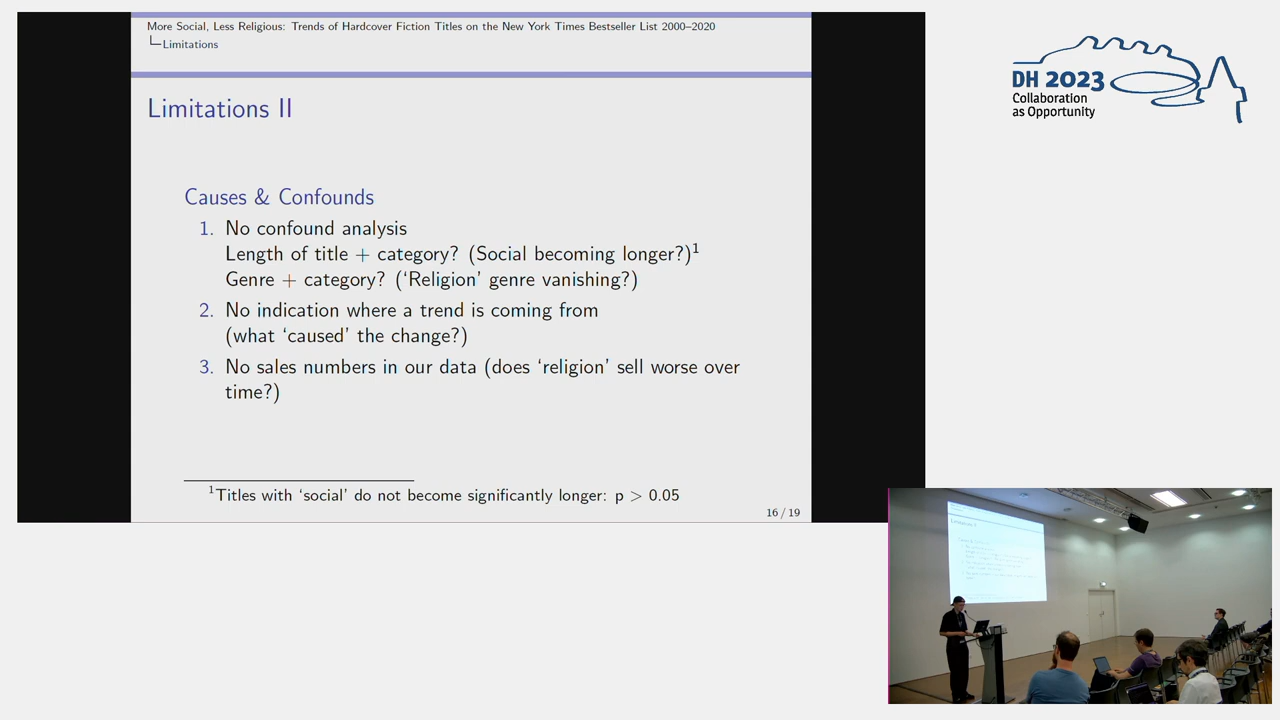 More Social, Less Religious: Trends of Hardcover Fiction Titles on the New York Times Bestseller List 2000–2020
Limitations
Limitations II
Causes & Confounds
1. No confound analysis
Length of title + category? (Social becoming longer?)¹
Genre + category? (‘Religion’ genre vanishing?)
2. No indication where a trend is coming from
(what ‘caused’ the change?)
3. No sales numbers in our data (does ‘religion’ sell worse over
time?)
¹Titles with ‘social’ do not become significantly longer: p > 0.05
16 / 19
DH 2023
Collaboration
as Opportunity